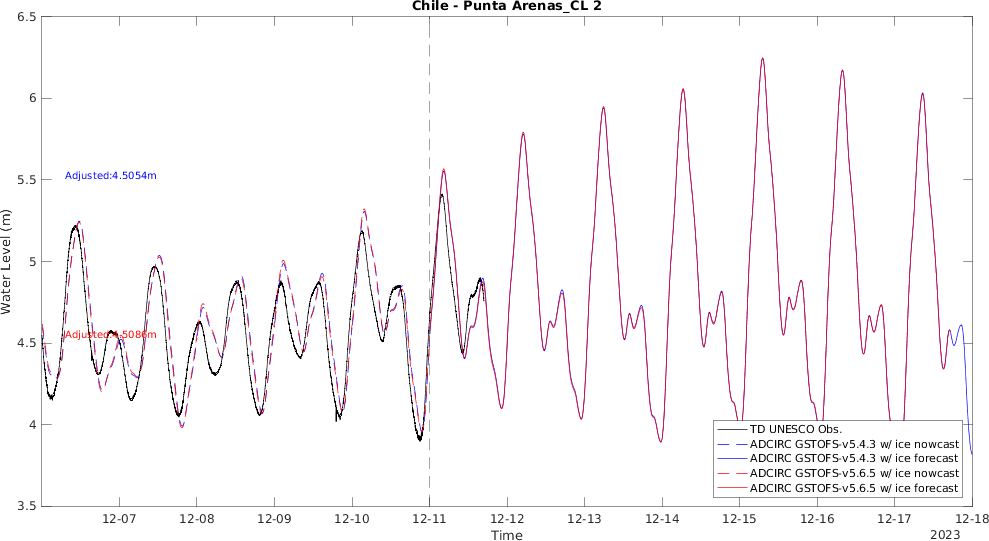 Chile - Punta Arenas_CL 2
6.5
6
5.5
5
4.5
4
3.5
Water Level (m)
Adjusted:4.5054m
Adjusted:4.5086m
TD UNESCO Obs.
ADCIRC GSTOFS-v5.4.3 w/ ice nowcast
ADCIRC GSTOFS-v5.4.3 w/ ice forecast
ADCIRC GSTOFS-v5.6.5 w/ ice nowcast
ADCIRC GSTOFS-v5.6.5 w/ ice forecast
12-07 12-08 12-09 12-10 12-11 12-12 12-13 12-14 12-15 12-16 12-17 12-18
Time
2023